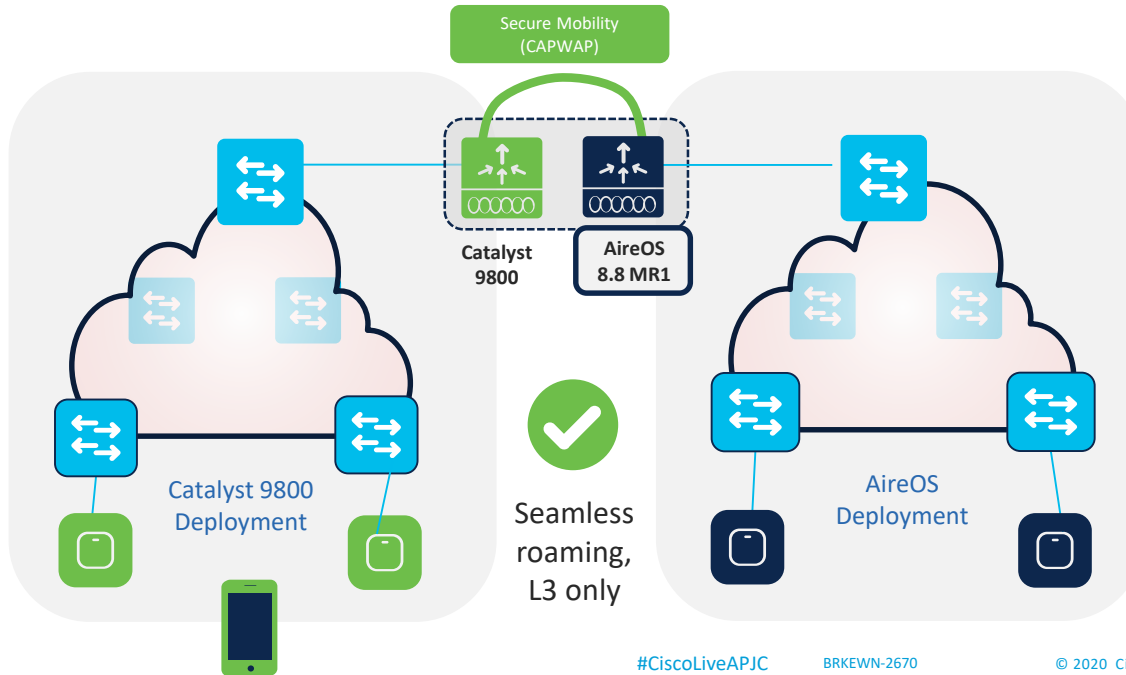 Secure Mobility
(CAPWAP)
Catalyst
9800
AireOS
8.8 MR1
Catalyst 9800
Deployment
Seamless
roaming,
L3 only
AireOS
Deployment
#CiscoLiveAPJC
BRKEWN-2670
© 2020 Ci